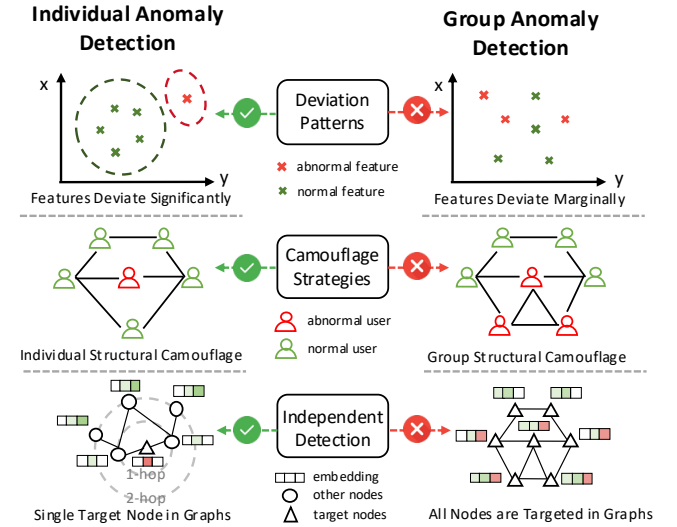 Individual Anomaly
Detection
Group Anomaly
Detection
x
y
Features Deviate Significantly
Deviation
Patterns
abnormal feature
normal feature
x
y
Features Deviate Marginally
Individual Structural Camouflage
Camouflage
Strategies
abnormal user
normal user
Group Structural Camouflage
1-hop
2-hop
Single Target Node in Graphs
Independent
Detection
embedding
other nodes
target nodes
All Nodes are Targeted in Graphs